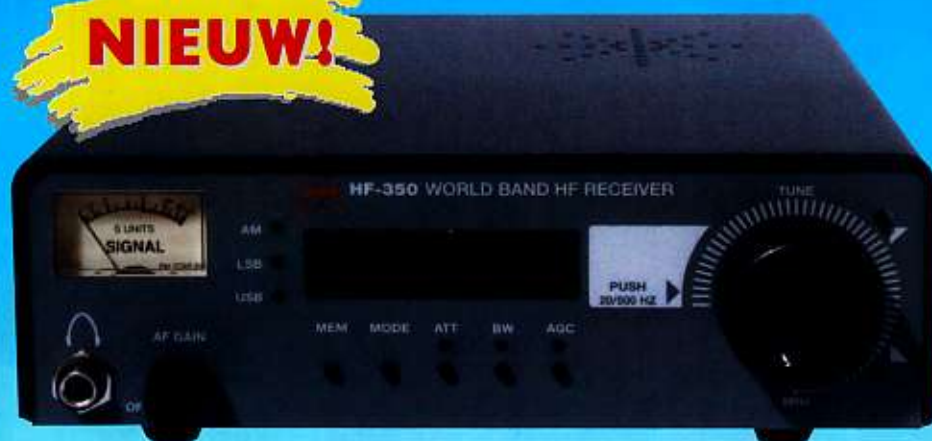 NIEUW!
HF-350 WORLD BAND HF RECEIVER
TUNE
S UNITS
SIGNAL
AM
LSB
USB
PUSH
20/500 HZ
MEM MODE ATT BW AGC
AF GAIN